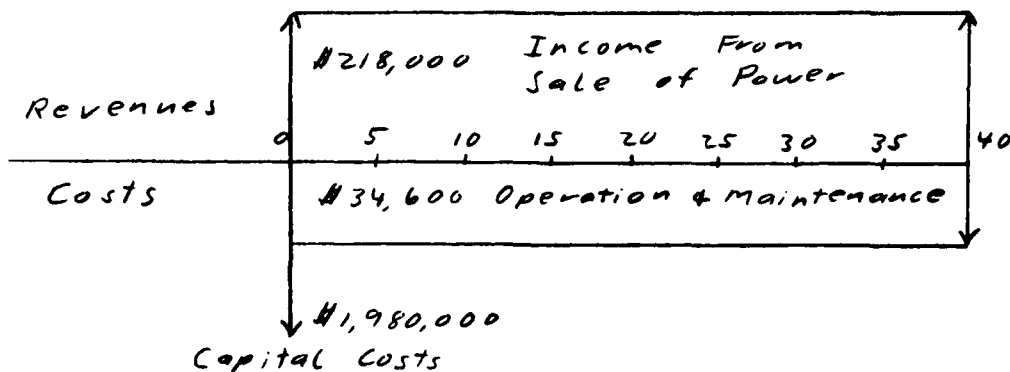 $218,000 Income From
Sale of Power
Revenues
0 5 10 15 20 25 30 35 40
Costs
$34,600 Operation & Maintenance
$1,980,000
Capital Costs